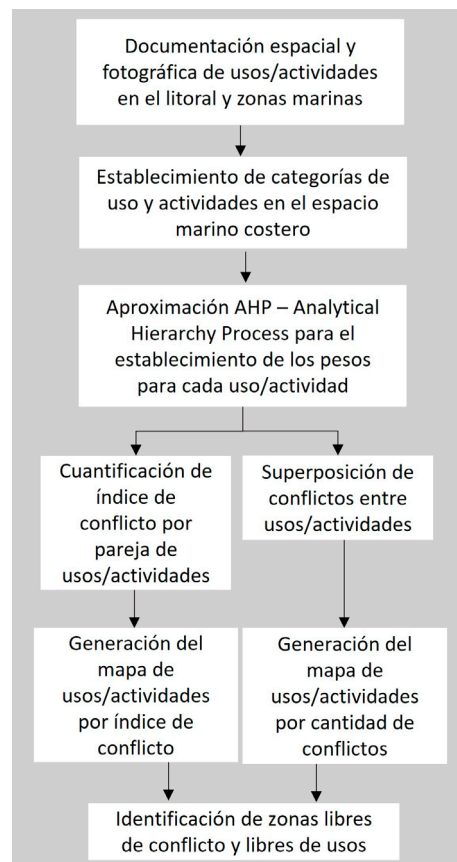 Documentación espacial y
fotográfica de usos/actividades
en el litoral y zonas marinas
Establecimiento de categorías de
uso y actividades en el espacio
marino costero
Aproximación AHP – Analytical
Hierarchy Process para el
establecimiento de los pesos
para cada uso/actividad
Cuantificación de
índice de
conflicto por
pareja de
usos/actividades
Superposición de
conflictos entre
usos/actividades
Generación del
mapa de
usos/actividades
por índice de
conflicto
Generación del
mapa de
usos/actividades
por cantidad de
conflictos
Identificación de zonas libres
de conflicto y libres de usos